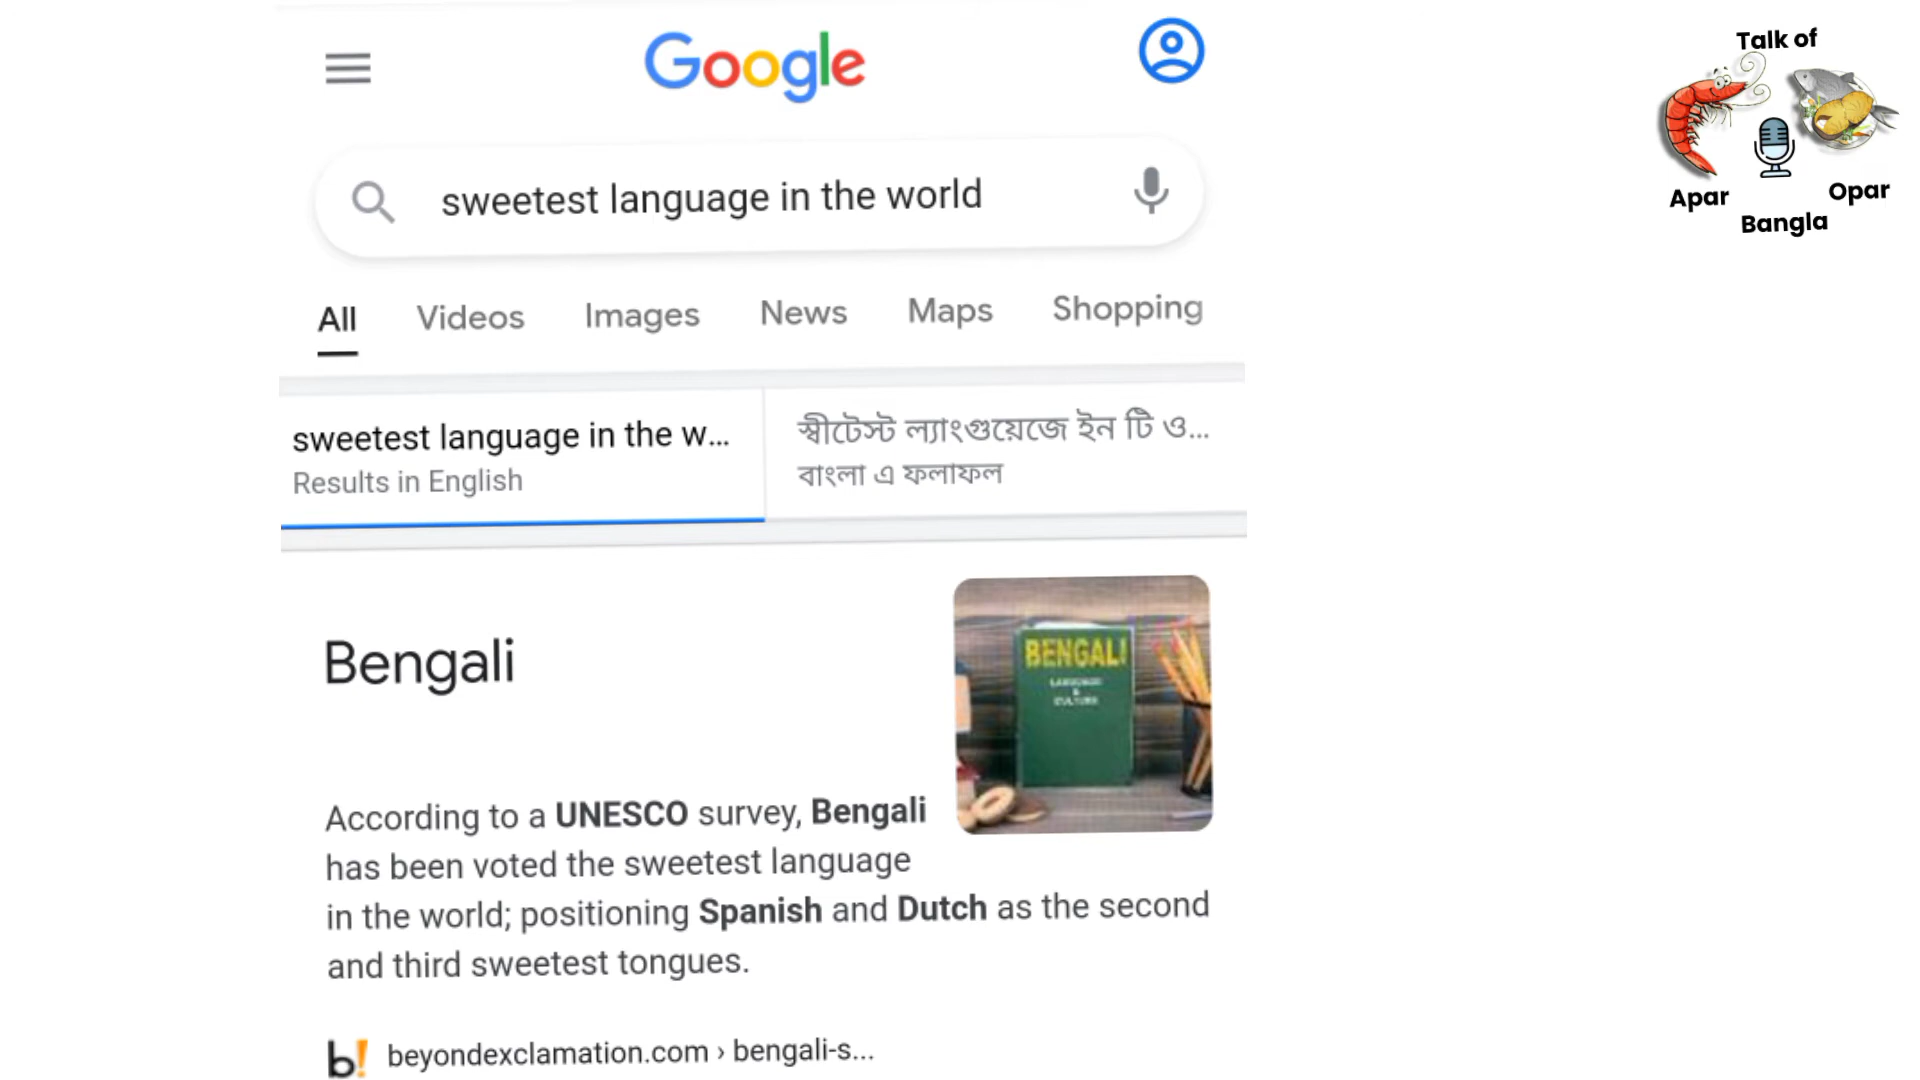 Google
sweetest language in the world
All Videos Images News Maps Shopping
sweetest language in the w...
Results in English
স্বীটেস্ট ল্যাংগুয়েজে ইন টি ও...
বাংলা এ ফলাফল
Bengali
BENGALI
LANGUAGE
&
CULTURE
According to a UNESCO survey, Bengali
has been voted the sweetest language
in the world; positioning Spanish and Dutch as the second
and third sweetest tongues.
b! beyondexclamation.com › bengali-s...
Talk of
Apar Opar
Bangla